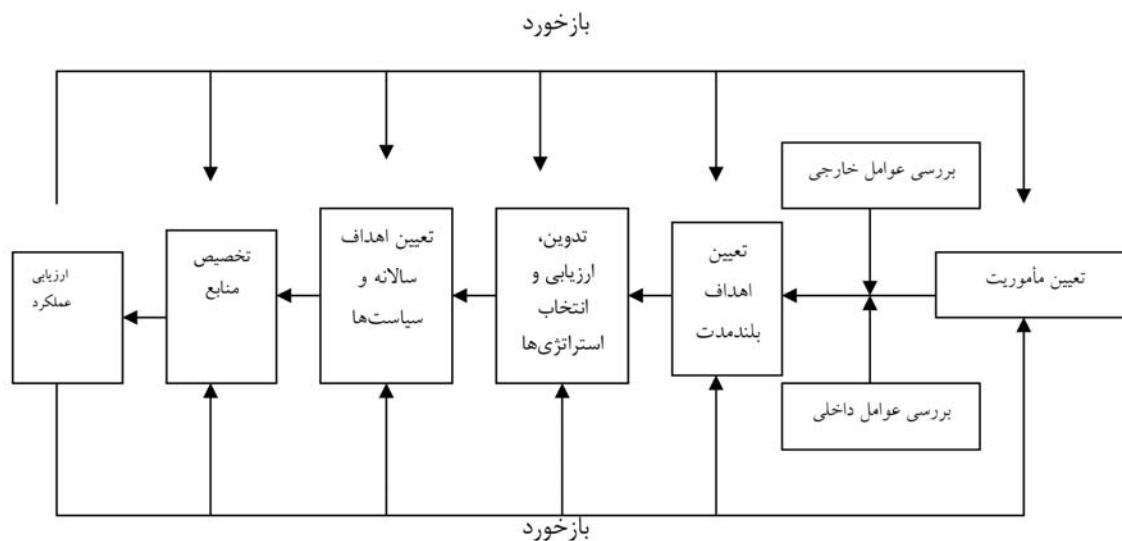 بازخورد
بررسی عوامل خارجی
تعیین مأموریت
تعیین
اهداف
بلندمدت
تدوین،
ارزیابی و
انتخاب
استراتژی‌ها
تعیین اهداف
سالانه و
سیاست‌ها
تخصیص
منابع
ارزیابی
عملکرد
بررسی عوامل داخلی
بازخورد